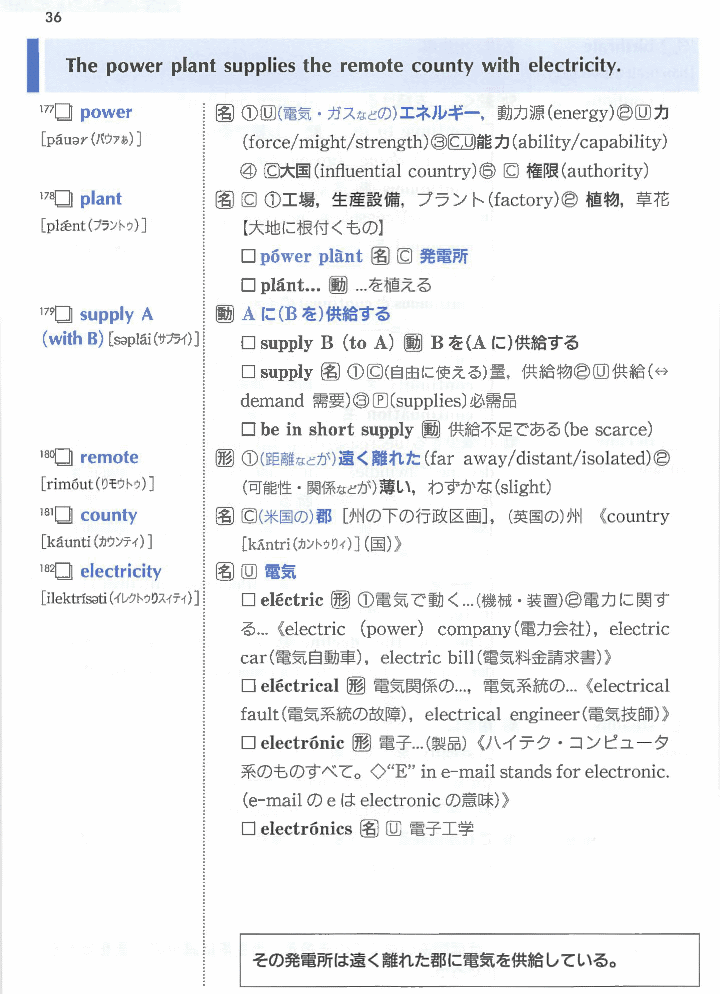 36
The power plant supplies the remote county with electricity.
177 power
[páuər (パウァぁ)]
名 ①Ⓤ(電気・ガスなどの)エネルギー, 動力源(energy)②Ⓤ力
(force/might/strength)③Ⓒ,Ⓤ能力(ability/capability)
④ Ⓒ大国(influential country)⑤ Ⓒ 権限(authority)
178 plant
[plǽnt(プラントゥ)]
名 Ⓒ ①工場, 生産設備, プラント(factory)② 植物, 草花
【大地に根付くもの】
□ pówer plànt 名 Ⓒ 発電所
□ plánt... 動 ...を植える
179 supply A
(with B) [səplái(サプライ)]
動 A に(B を)供給する
□ supply B (to A) 動 B を(A に)供給する
□ supply 名 ①Ⓒ(自由に使える)量, 供給物②Ⓤ供給(⇔
demand 需要)③Ⓟ(supplies)必需品
□ be in short supply 動 供給不足である(be scarce)
180 remote
[rimóut(リモウトゥ)]
形 ①(距離などが)遠く離れた(far away/distant/isolated)②
(可能性・関係などが)薄い, わずかな(slight)
181 county
[káunti(カウンティ)]
名 Ⓒ(米国の)郡 [州の下の行政区画], (英国の)州 《country
[kʌ́ntri(カントゥリィ)](国)》
182 electricity
[ilektrísəti(イレクトゥリスィティ)]
名 Ⓤ 電気
□ eléctric 形 ①電気で動く...(機械・装置)②電力に関す
る... 《electric (power) company(電力会社), electric
car(電気自動車), electric bill(電気料金請求書)》
□ eléctrical 形 電気関係の..., 電気系統の... 《electrical
fault(電気系統の故障), electrical engineer(電気技師)》
□ electrónic 形 電子...(製品) 《ハイテク・コンピュータ
系のものすべて。◇“E” in e-mail stands for electronic.
(e-mail の e は electronic の意味)》
□ electrónics 名 Ⓤ 電子工学
その発電所は遠く離れた郡に電気を供給している。